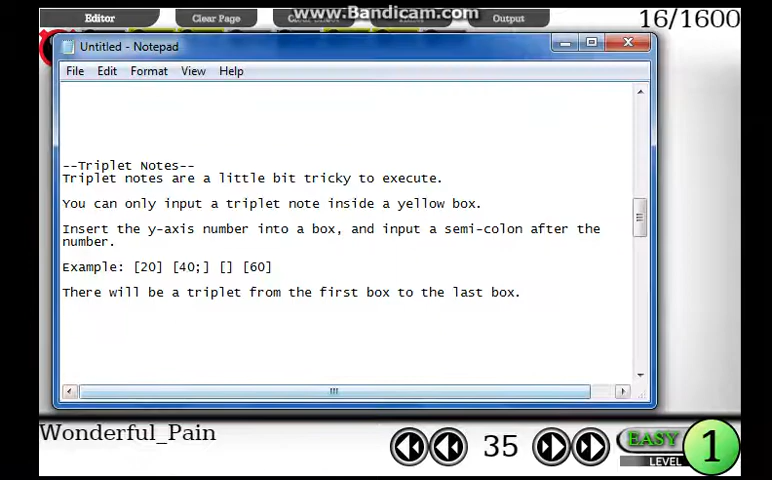 www.Bandicam.com
Editor
Clear Page
Output
16/1600
Untitled - Notepad
File Edit Format View Help
--Triplet Notes--
Triplet notes are a little bit tricky to execute.
You can only input a triplet note inside a yellow box.
Insert the y-axis number into a box, and input a semi-colon after the
number.
Example: [20] [40;] [] [60]
There will be a triplet from the first box to the last box.
Wonderful_Pain
35
EASY
LEVEL
1